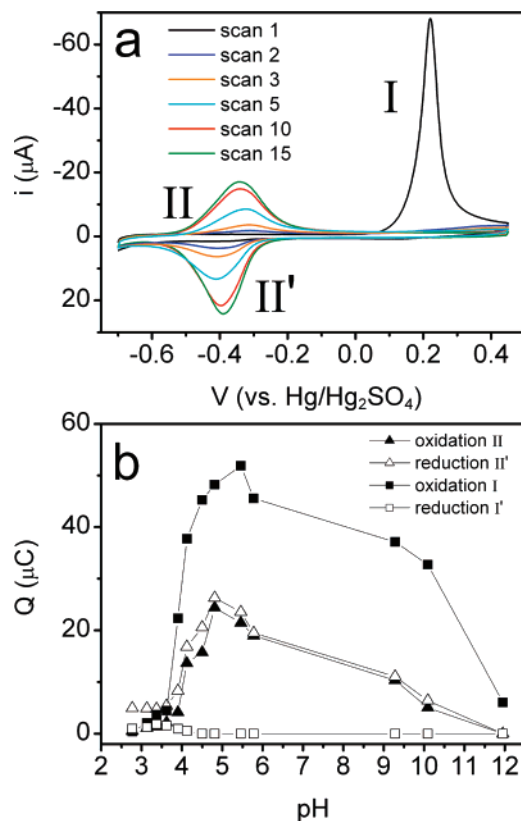 a
scan 1
scan 2
scan 3
scan 5
scan 10
scan 15
I
II
II'
-60
-40
-20
0
20
i (μA)
-0.6 -0.4 -0.2 0.0 0.2 0.4
V (vs. Hg/Hg₂SO₄)
b
oxidation II
reduction II'
oxidation I
reduction I'
60
40
20
0
Q (μC)
2 3 4 5 6 7 8 9 10 11 12
pH